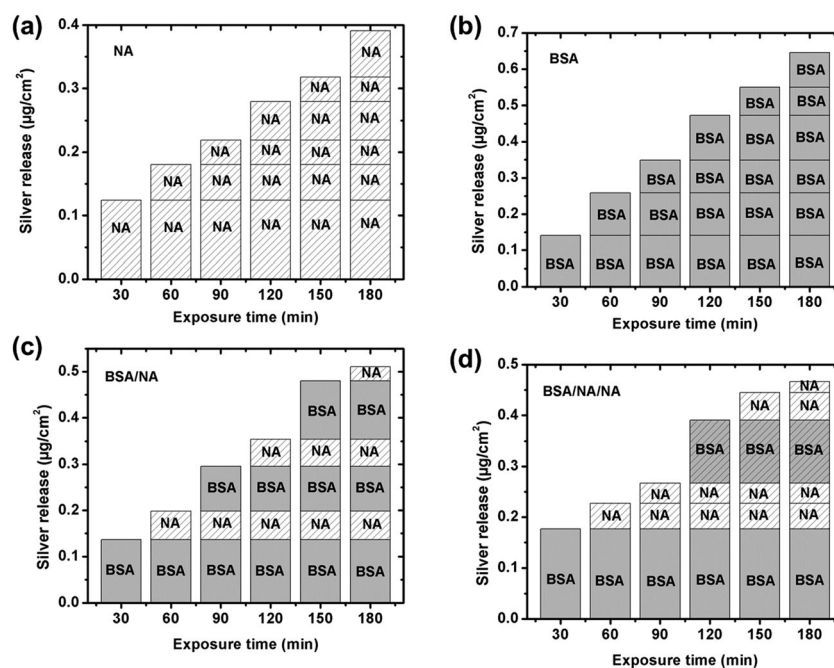 (a)
NA
0.4
0.3
0.2
0.1
0.0
Silver release (µg/cm²)
NA
NA NA
NA NA NA
NA NA NA NA
NA NA NA NA NA
NA NA NA NA NA NA
30 60 90 120 150 180
Exposure time (min)
(b)
BSA
0.7
0.6
0.5
0.4
0.3
0.2
0.1
0.0
Silver release (µg/cm²)
BSA
BSA BSA
BSA BSA BSA
BSA BSA BSA BSA
BSA BSA BSA BSA BSA
BSA BSA BSA BSA BSA BSA
30 60 90 120 150 180
Exposure time (min)
(c)
BSA/NA
0.5
0.4
0.3
0.2
0.1
0.0
Silver release (µg/cm²)
NA
BSA BSA
NA NA NA
BSA BSA BSA BSA
NA NA NA NA NA
BSA BSA BSA BSA BSA BSA
30 60 90 120 150 180
Exposure time (min)
(d)
BSA/NA/NA
0.5
0.4
0.3
0.2
0.1
0.0
Silver release (µg/cm²)
NA
NA NA
BSA BSA BSA
NA NA NA NA
NA NA NA NA NA
BSA BSA BSA BSA BSA BSA
30 60 90 120 150 180
Exposure time (min)